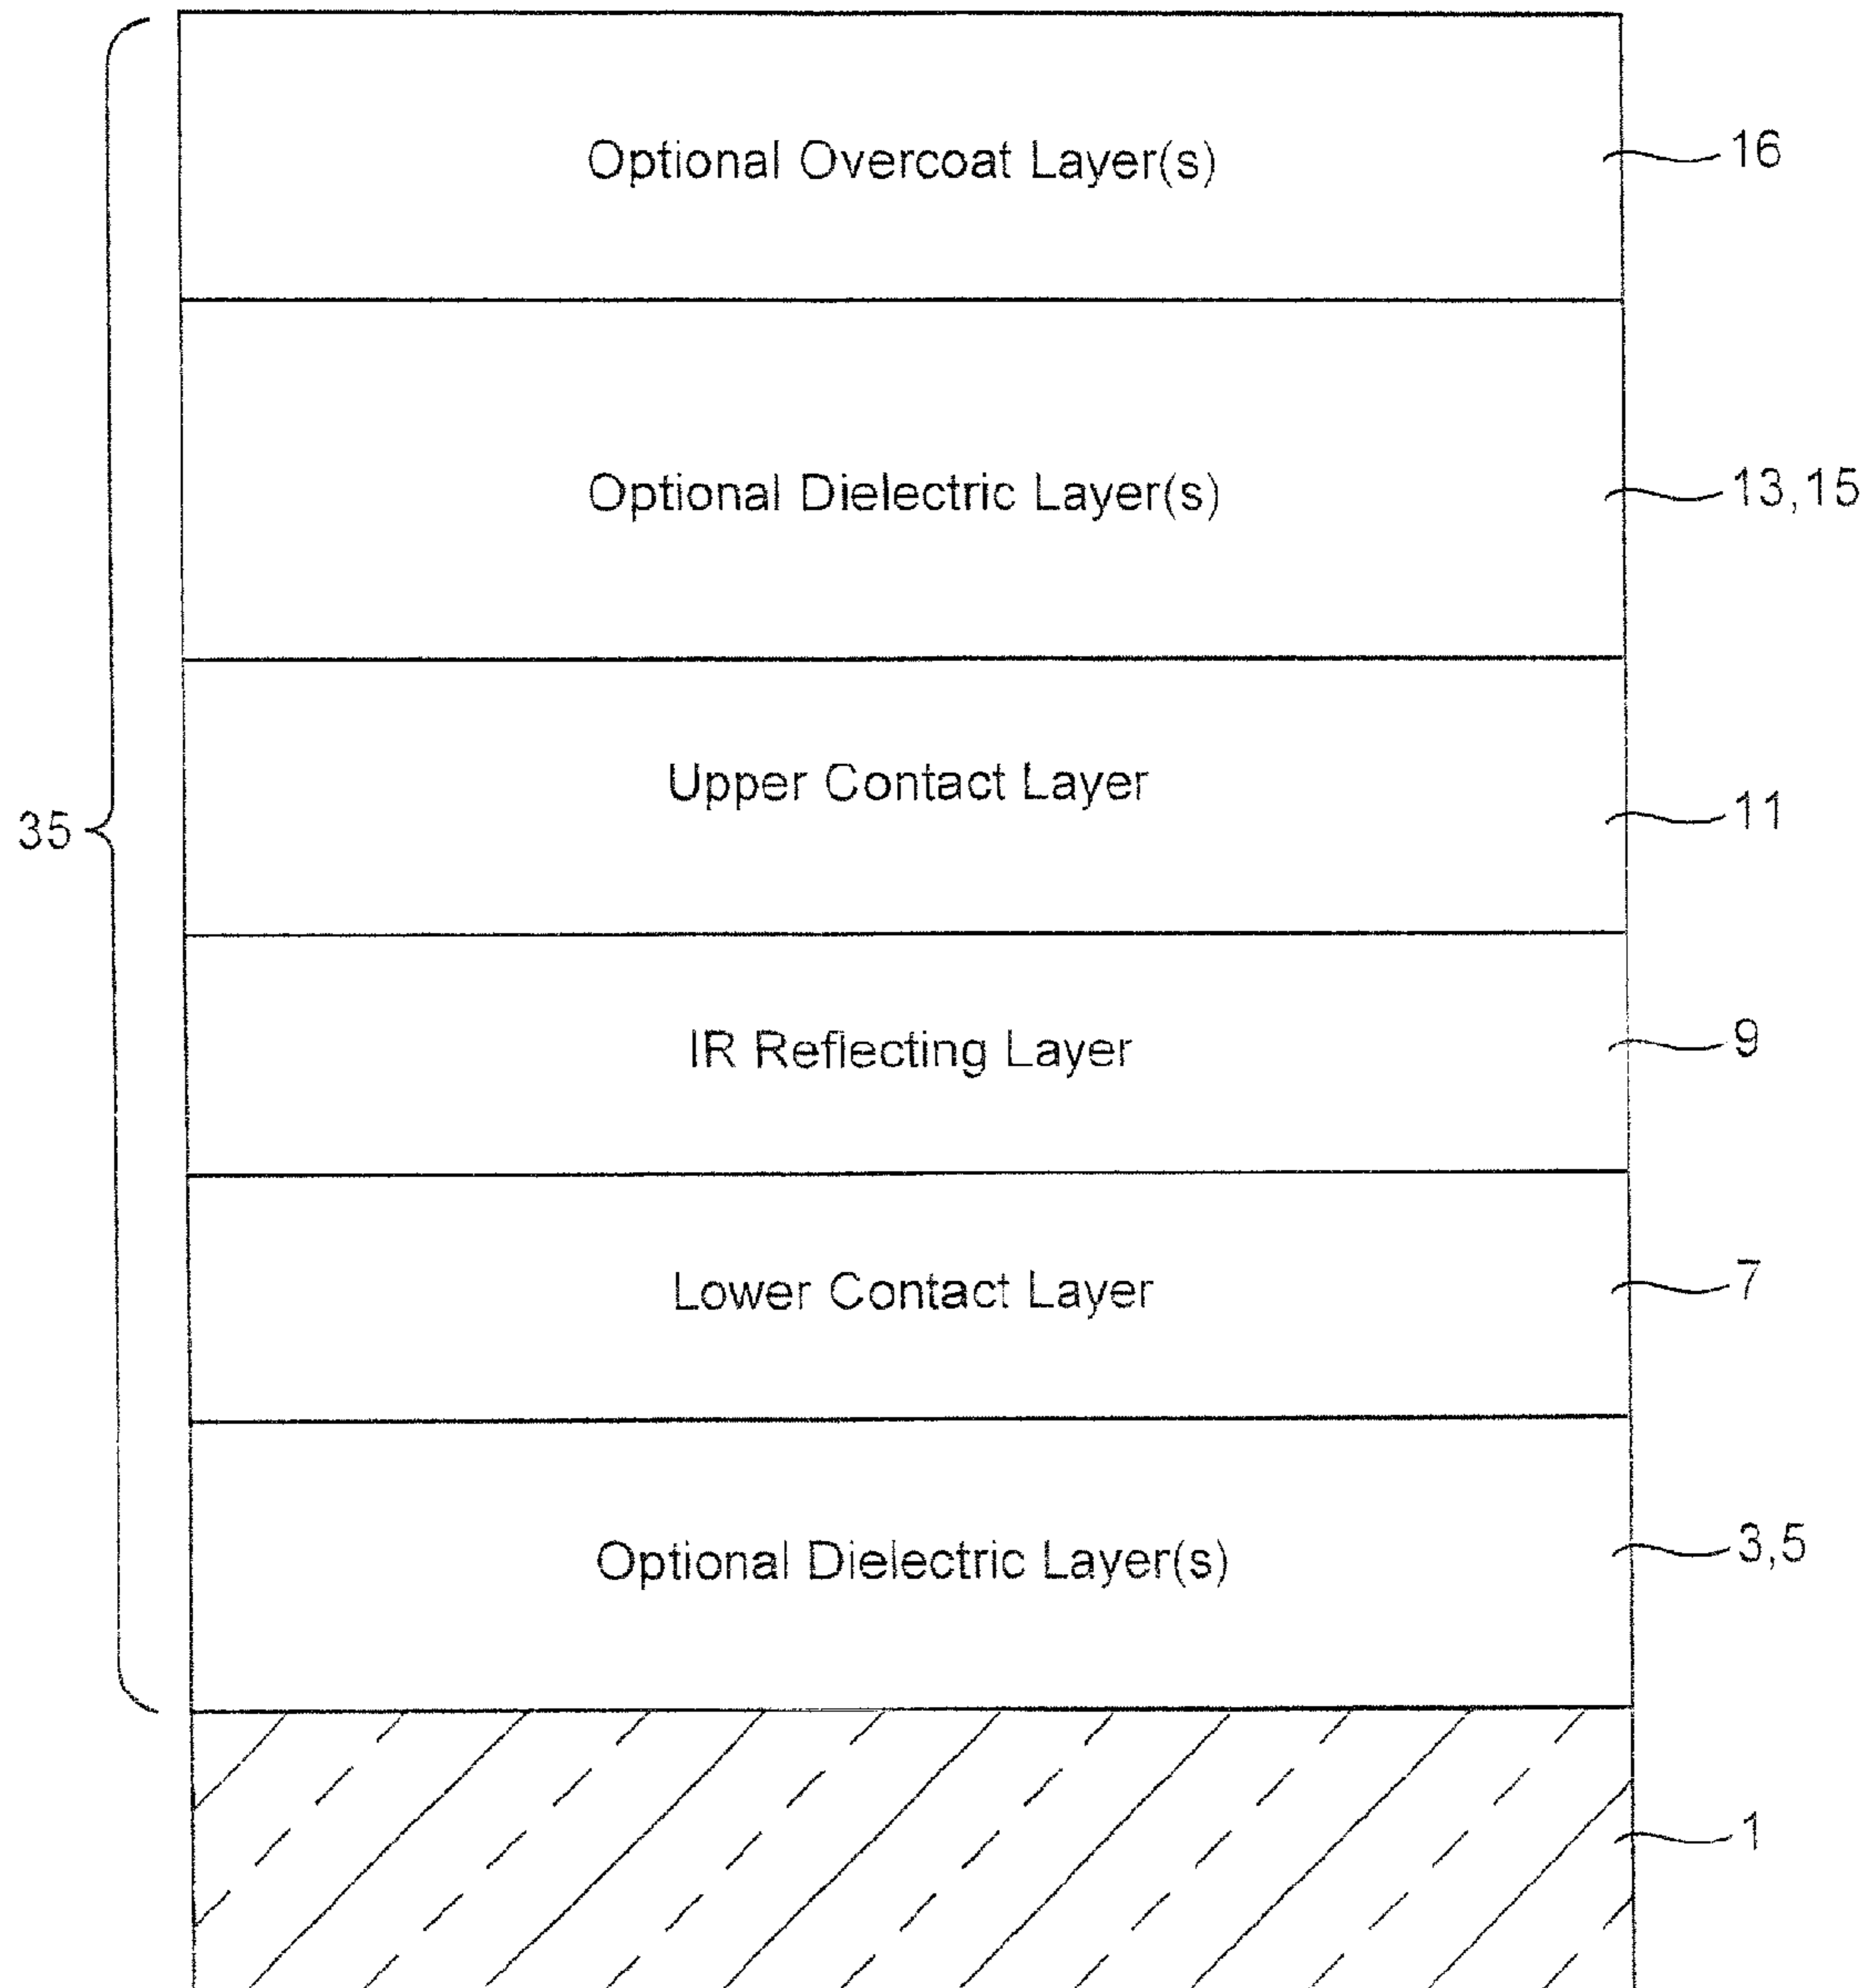 Optional Overcoat Layer(s)
16
Optional Dielectric Layer(s)
13,15
Upper Contact Layer
11
35
IR Reflecting Layer
9
Lower Contact Layer
7
Optional Dielectric Layer(s)
3,5
1